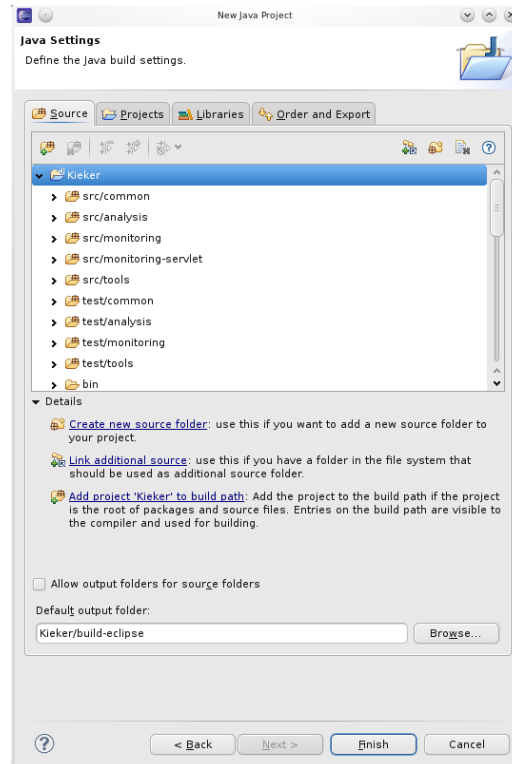 New Java Project
Java Settings
Define the Java build settings.
Source Projects Libraries Order and Export
Kieker
src/common
src/analysis
src/monitoring
src/monitoring-servlet
src/tools
test/common
test/analysis
test/monitoring
test/tools
bin
Details
Create new source folder: use this if you want to add a new source folder to
your project.
Link additional source: use this if you have a folder in the file system that
should be used as additional source folder.
Add project 'Kieker' to build path: Add the project to the build path if the project
is the root of packages and source files. Entries on the build path are visible to
the compiler and used for building.
Allow output folders for source folders
Default output folder:
Kieker/build-eclipse
Browse...
< Back Next > Finish Cancel